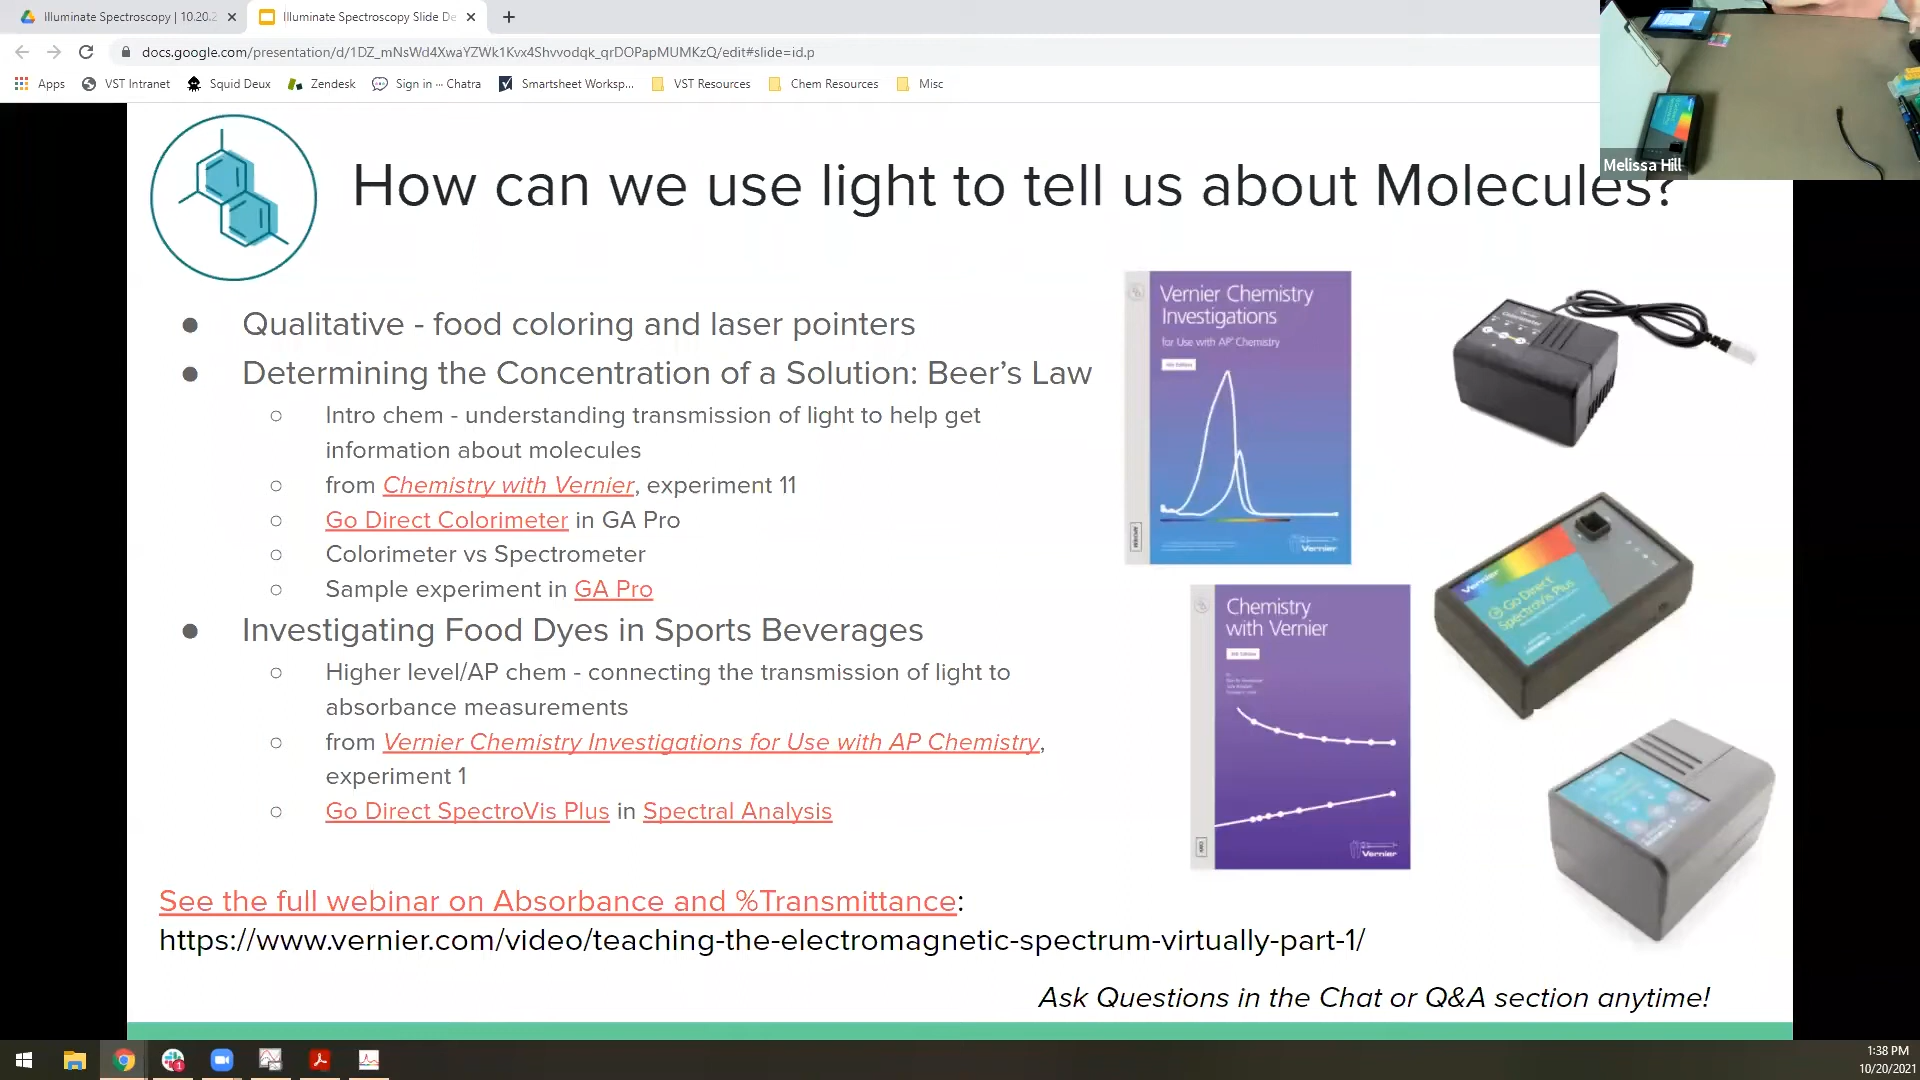 Illuminate Spectroscopy | 10.20.2
Illuminate Spectroscopy Slide De
docs.google.com/presentation/d/1DZ_mNsWd4XwaYZWk1Kvx4Shvvodqk_qrDOPapMUMKzQ/edit#slide=id.p
Apps VST Intranet Squid Deux Zendesk Sign in ·· Chatra Smartsheet Worksp... VST Resources Chem Resources Misc
Melissa Hill
How can we use light to tell us about Molecules?
● Qualitative - food coloring and laser pointers
● Determining the Concentration of a Solution: Beer's Law
○ Intro chem - understanding transmission of light to help get
information about molecules
○ from Chemistry with Vernier, experiment 11
○ Go Direct Colorimeter in GA Pro
○ Colorimeter vs Spectrometer
○ Sample experiment in GA Pro
● Investigating Food Dyes in Sports Beverages
○ Higher level/AP chem - connecting the transmission of light to
absorbance measurements
○ from Vernier Chemistry Investigations for Use with AP Chemistry,
experiment 1
○ Go Direct SpectroVis Plus in Spectral Analysis
See the full webinar on Absorbance and %Transmittance:
https://www.vernier.com/video/teaching-the-electromagnetic-spectrum-virtually-part-1/
Ask Questions in the Chat or Q&A section anytime!
Vernier Chemistry
Investigations
for Use with AP® Chemistry
Vernier
Colorimeter
Vernier
Go Direct
SpectroVis Plus
Chemistry
with Vernier
Vernier
1:38 PM
10/20/2021